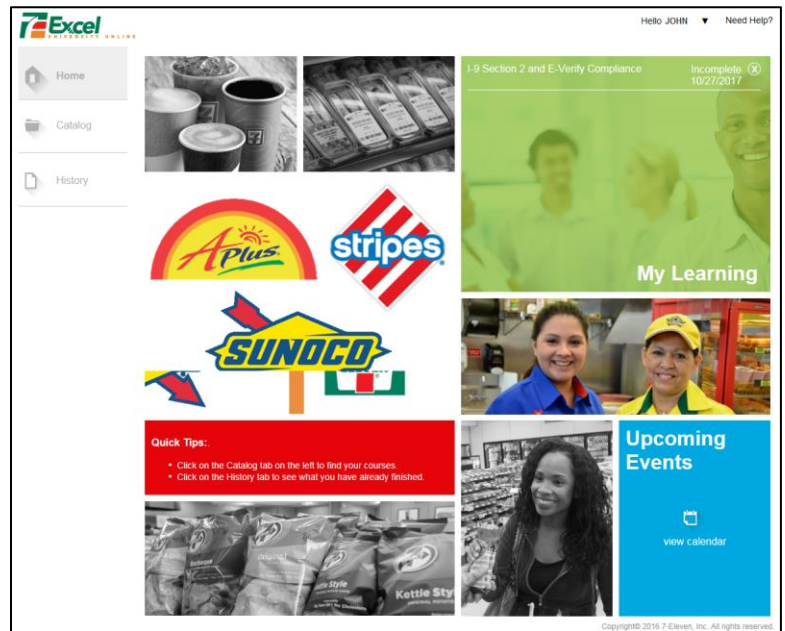 7 Excel
UNIVERSITY ONLINE
Hello JOHN ▼ Need Help?
Home
Catalog
History
I-9 Section 2 and E-Verify Compliance
Incomplete
10/27/2017
My Learning
APlus
stripes
SUNOCO
Quick Tips:
• Click on the Catalog tab on the left to find your courses.
• Click on the History tab to see what you have already finished.
Upcoming
Events
view calendar
Kettle Style
Kettle Sty
Copyright© 2016 7-Eleven, Inc. All rights reserved.